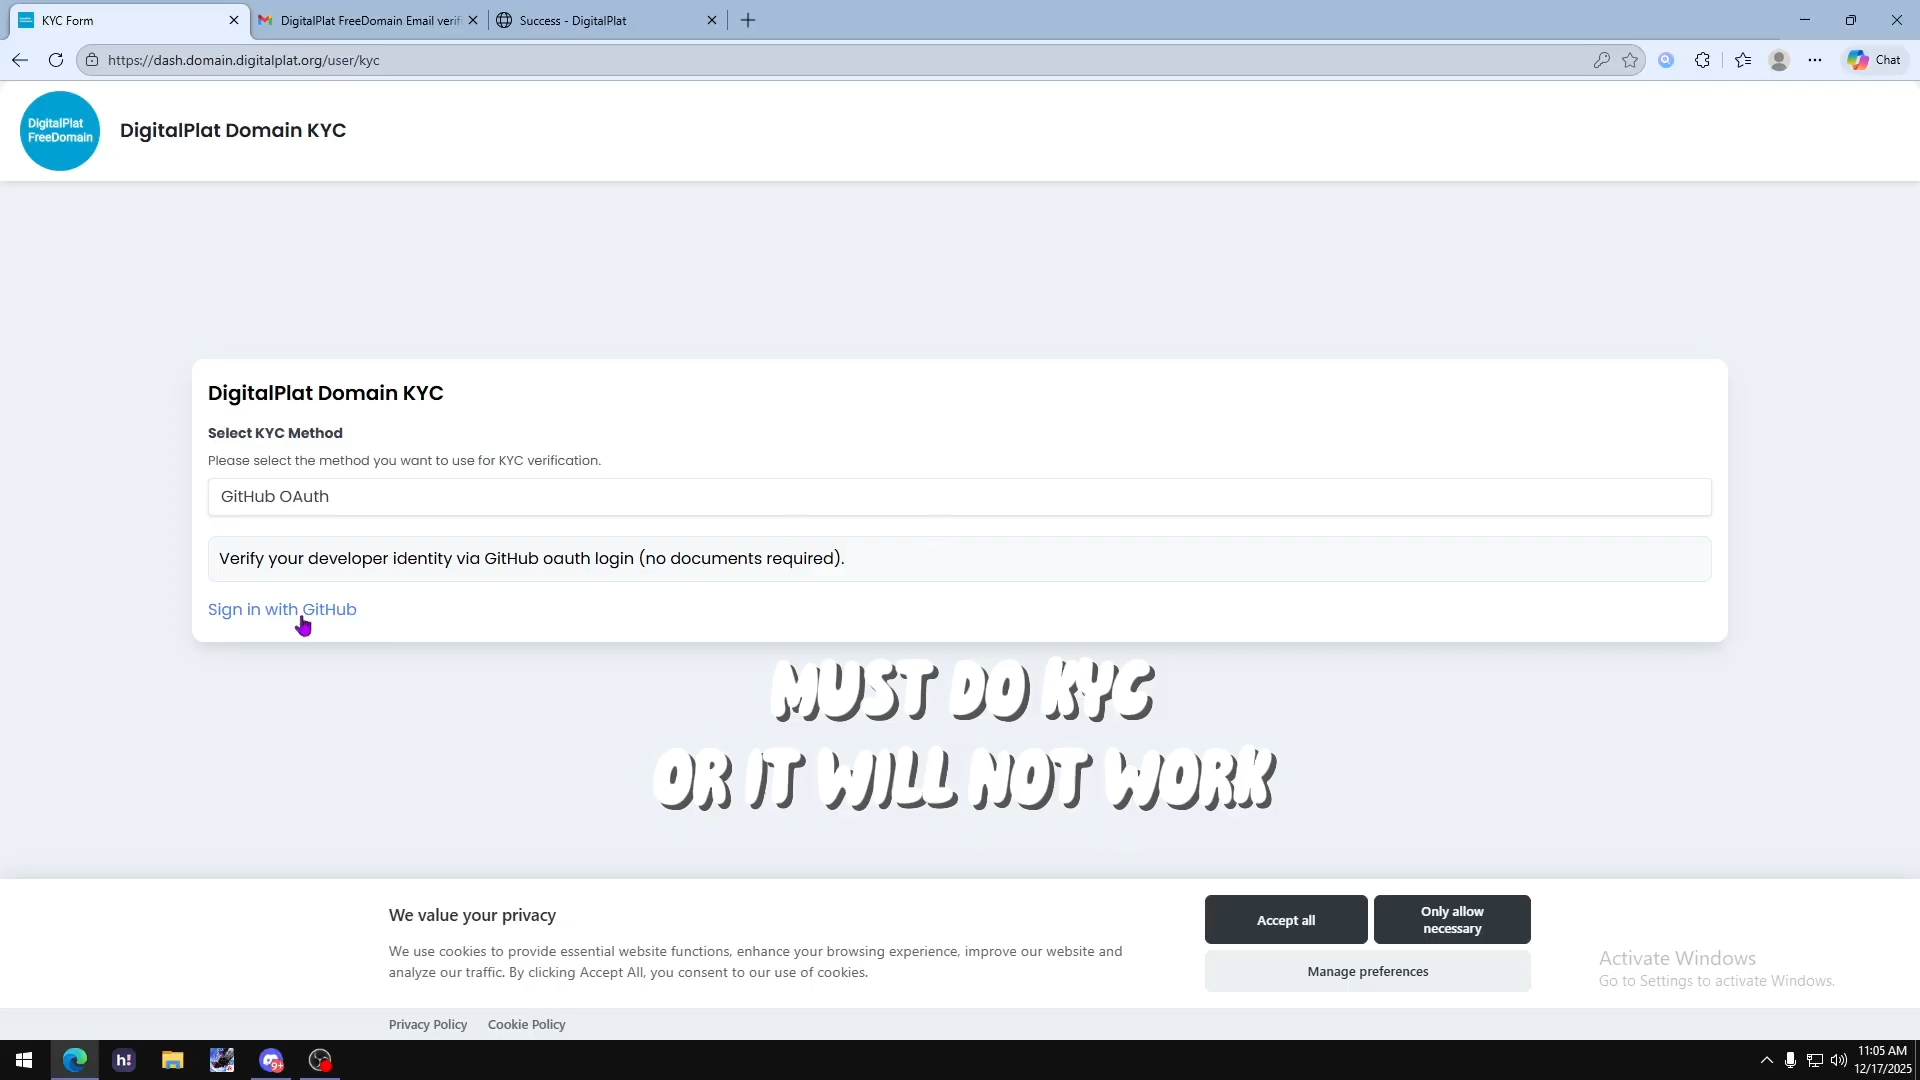 KYC Form
DigitalPlat FreeDomain Email verif
Success - DigitalPlat
https://dash.domain.digitalplat.org/user/kyc
Chat
DigitalPlat
FreeDomain
DigitalPlat Domain KYC
DigitalPlat Domain KYC
Select KYC Method
Please select the method you want to use for KYC verification.
GitHub OAuth
Verify your developer identity via GitHub oauth login (no documents required).
Sign in with GitHub
MUST DO KYC
OR IT WILL NOT WORK
We value your privacy
We use cookies to provide essential website functions, enhance your browsing experience, improve our website and
analyze our traffic. By clicking Accept All, you consent to our use of cookies.
Accept all
Only allow
necessary
Manage preferences
Activate Windows
Go to Settings to activate Windows.
Privacy Policy
Cookie Policy
h!
9+
11:05 AM
12/17/2025